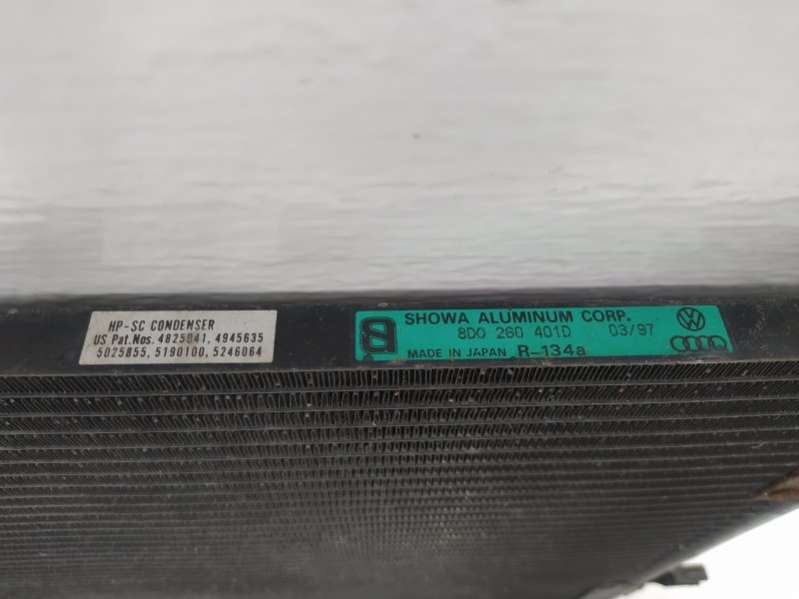 HP-SC CONDENSER
US Pat.Nos. 4825941, 4945635
5025855, 5190100, 5246064
SHOWA ALUMINUM CORP.
8D0 260 401D 03/97
MADE IN JAPAN R-134a